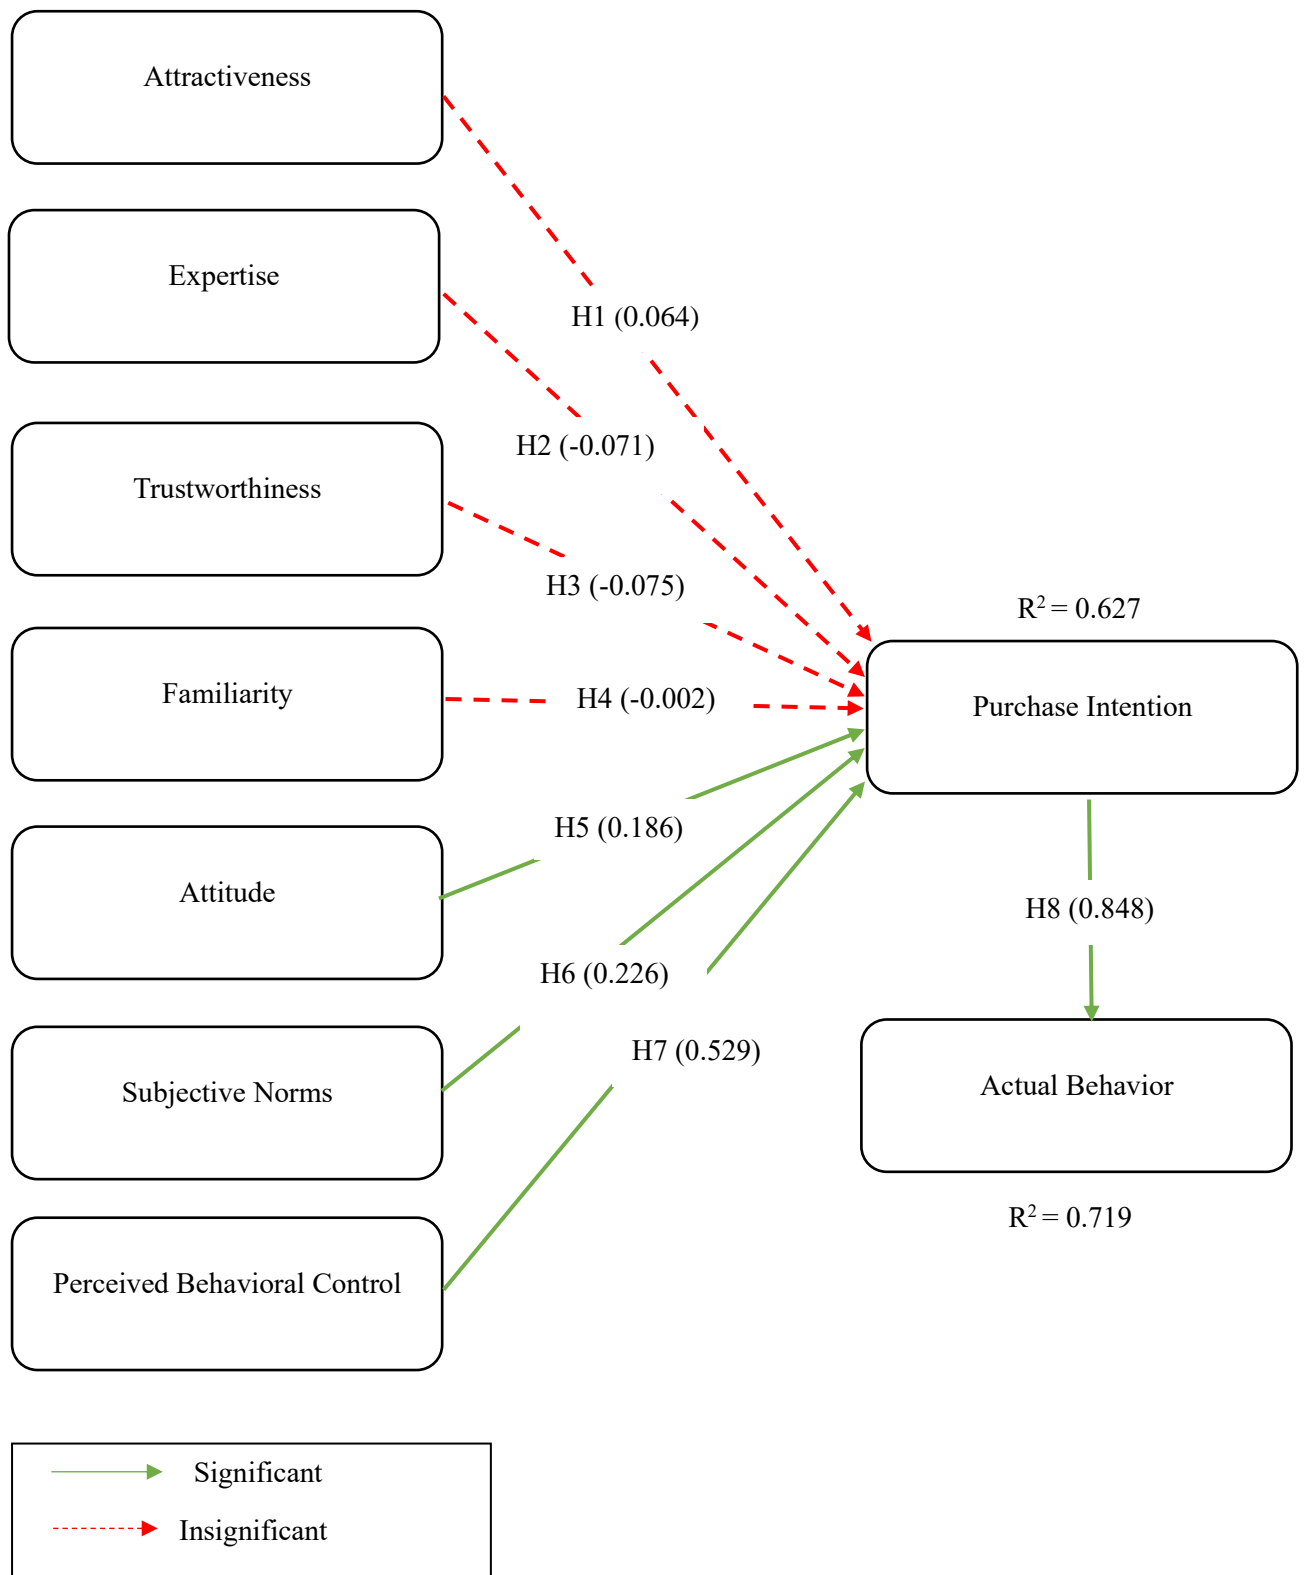 Attractiveness
Expertise
H1 (0.064)
H2 (-0.071)
Trustworthiness
H3 (-0.075)
R² = 0.627
Familiarity
H4 (-0.002)
Purchase Intention
H5 (0.186)
Attitude
H8 (0.848)
H6 (0.226)
H7 (0.529)
Subjective Norms
Actual Behavior
R² = 0.719
Perceived Behavioral Control
Significant
Insignificant